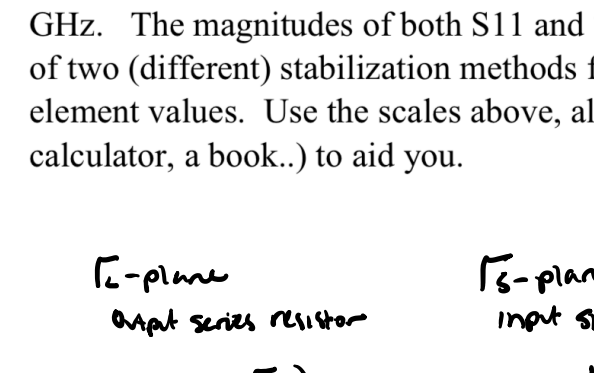 GHz. The magnitudes of both S11 and
of two (different) stabilization methods f
element values. Use the scales above, al
calculator, a book..) to aid you.
ΓL-plane
Γs-plan
Output series resistor
input s